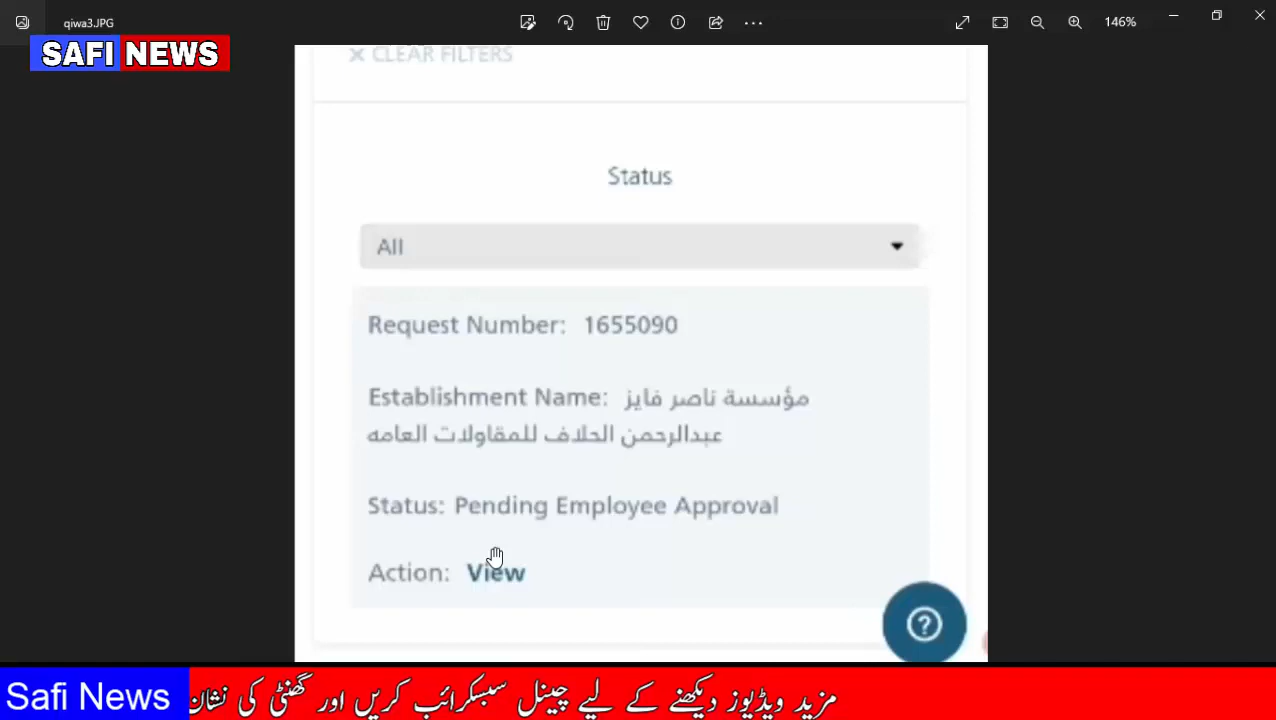 qiwa3.JPG
146%
SAFI NEWS
× CLEAR FILTERS
Status
All
Request Number: 1655090
Establishment Name: مؤسسة ناصر فايز
عبدالرحمن الحلاف للمقاولات العامه
Status: Pending Employee Approval
Action: View
?
Safi News
مزید ویڈیوز دیکھنے کے لیے چینل سبسکرائب کریں اور گھنٹی کی نشان